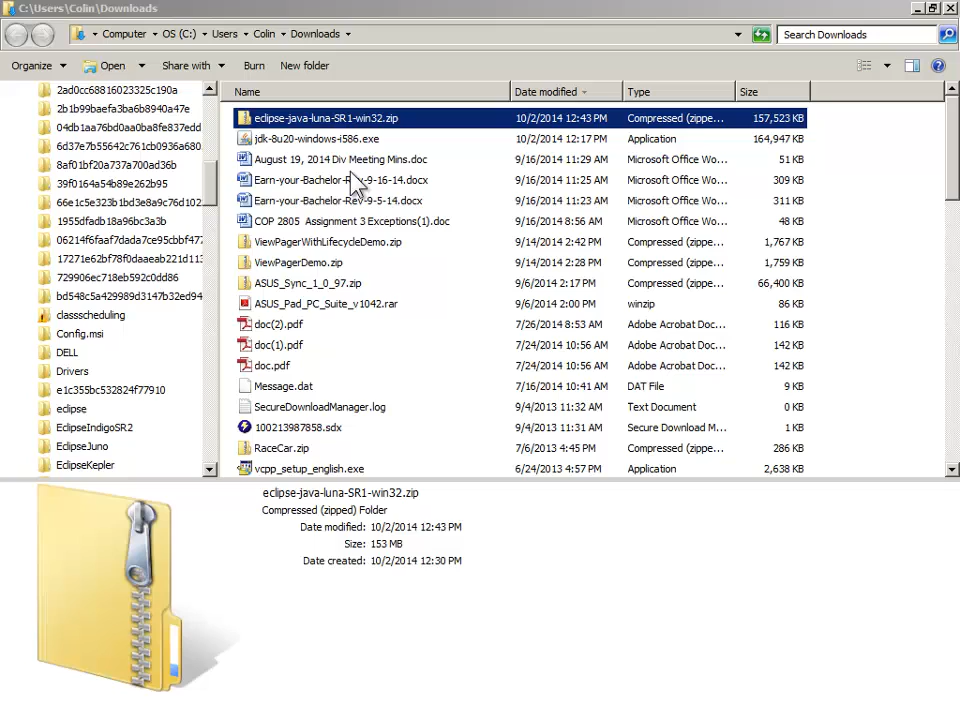 C:\Users\Colin\Downloads
Computer OS (C:) Users Colin Downloads
Search Downloads
Organize Open Share with Burn New folder
Name Date modified Type Size
2ad0cc68816023325c190a
2b1b99baefa3ba6b8940a47e
04db1aa76bd0aa0ba8fe837edd
6d37e7b55642c761cb0936a680
8af01bf20a737a700ad36b
39f0164a54b89e262b95
66e1c5e323b1bd3e8a9c76d102
1955dfadb18a96bc3a3b
06214f6faaf7dada7ce95cbbf477
17271e62bf78f0daaeab221d113
729906ec718eb592c0dd86
bd548c5a429989d3147b32ed94
classscheduling
Config.msi
DELL
Drivers
e1c355bc532824f77910
eclipse
EclipseIndigoSR2
EclipseJuno
EclipseKepler
eclipse-java-luna-SR1-win32.zip 10/2/2014 12:43 PM Compressed (zippe... 157,523 KB
jdk-8u20-windows-i586.exe 10/2/2014 12:17 PM Application 164,947 KB
August 19, 2014 Div Meeting Mins.doc 9/16/2014 11:29 AM Microsoft Office Wo... 51 KB
Earn-your-Bachelor-Rev-9-16-14.docx 9/16/2014 11:25 AM Microsoft Office Wo... 309 KB
Earn-your-Bachelor-Rev-9-5-14.docx 9/16/2014 11:23 AM Microsoft Office Wo... 311 KB
COP 2805 Assignment 3 Exceptions(1).doc 9/16/2014 8:56 AM Microsoft Office Wo... 48 KB
ViewPagerWithLifecycleDemo.zip 9/14/2014 2:42 PM Compressed (zippe... 1,767 KB
ViewPagerDemo.zip 9/14/2014 2:28 PM Compressed (zippe... 1,759 KB
ASUS_Sync_1_0_97.zip 9/6/2014 2:17 PM Compressed (zippe... 66,400 KB
ASUS_Pad_PC_Suite_v1042.rar 9/6/2014 2:00 PM winzip 86 KB
doc(2).pdf 7/26/2014 8:53 AM Adobe Acrobat Doc... 116 KB
doc(1).pdf 7/24/2014 10:56 AM Adobe Acrobat Doc... 142 KB
doc.pdf 7/24/2014 10:56 AM Adobe Acrobat Doc... 142 KB
Message.dat 7/16/2014 10:41 AM DAT File 9 KB
SecureDownloadManager.log 9/4/2013 11:32 AM Text Document 0 KB
100213987858.sdx 9/4/2013 11:31 AM Secure Download M... 1 KB
RaceCar.zip 7/6/2013 4:45 PM Compressed (zippe... 286 KB
vcpp_setup_english.exe 6/24/2013 4:57 PM Application 2,638 KB
eclipse-java-luna-SR1-win32.zip
Compressed (zipped) Folder
Date modified: 10/2/2014 12:43 PM
Size: 153 MB
Date created: 10/2/2014 12:30 PM